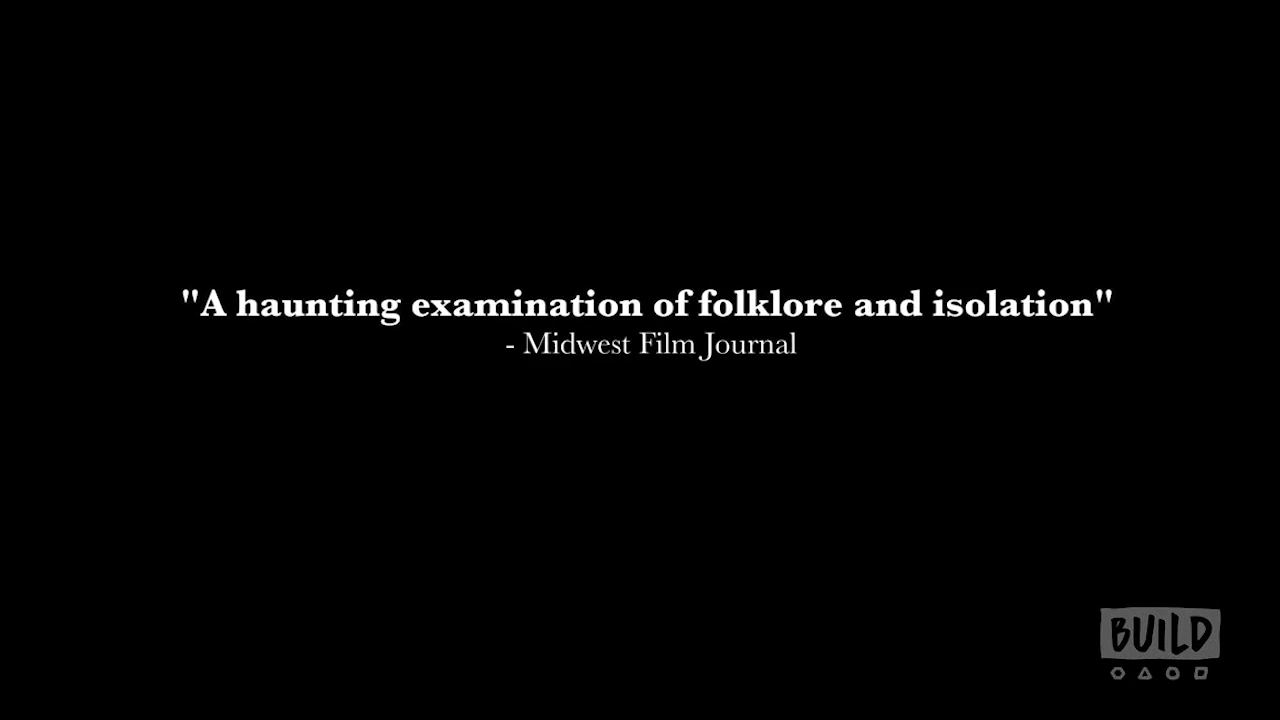 "A haunting examination of folklore and isolation"
- Midwest Film Journal
BUILD